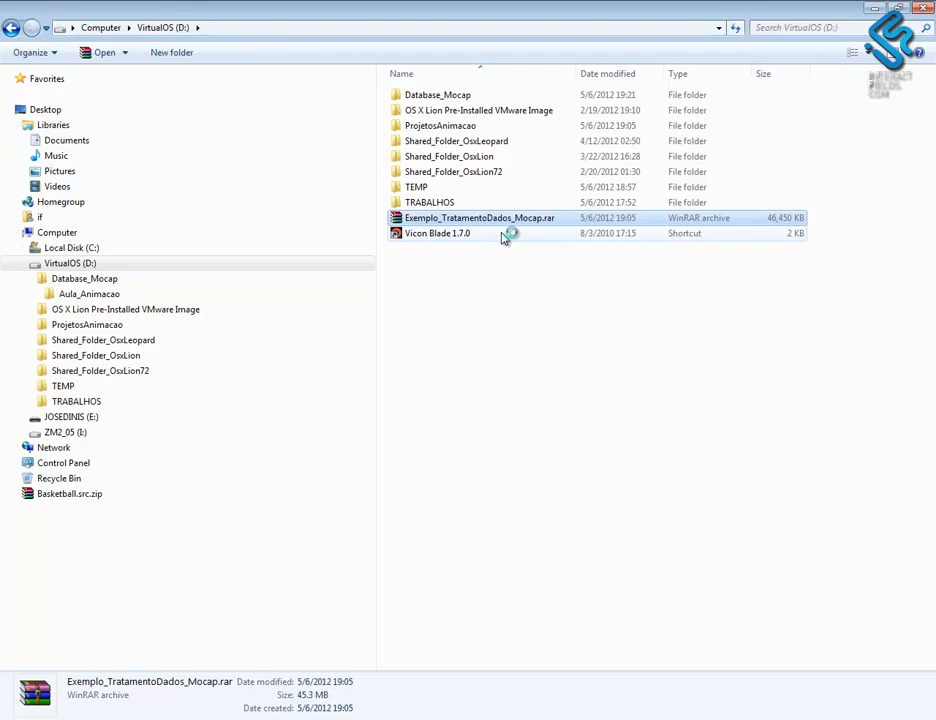 Computer VirtualOS (D:) Search VirtualOS (D:)
Organize Open New folder
INTERACT
FIELDS.
COM
Favorites
Desktop
Libraries
Documents
Music
Pictures
Videos
Homegroup
if
Computer
Local Disk (C:)
VirtualOS (D:)
Database_Mocap
Aula_Animacao
OS X Lion Pre-Installed VMware Image
ProjetosAnimacao
Shared_Folder_OsxLeopard
Shared_Folder_OsxLion
Shared_Folder_OsxLion72
TEMP
TRABALHOS
JOSEDINIS (E:)
ZM2_05 (I:)
Network
Control Panel
Recycle Bin
Basketball.src.zip
Name Date modified Type Size
Database_Mocap 5/6/2012 19:21 File folder
OS X Lion Pre-Installed VMware Image 2/19/2012 19:10 File folder
ProjetosAnimacao 5/6/2012 19:05 File folder
Shared_Folder_OsxLeopard 4/12/2012 02:50 File folder
Shared_Folder_OsxLion 3/22/2012 16:28 File folder
Shared_Folder_OsxLion72 2/20/2012 01:30 File folder
TEMP 5/6/2012 18:57 File folder
TRABALHOS 5/6/2012 17:52 File folder
Exemplo_TratamentoDados_Mocap.rar 5/6/2012 19:05 WinRAR archive 46,450 KB
Vicon Blade 1.7.0 8/3/2010 17:15 Shortcut 2 KB
Exemplo_TratamentoDados_Mocap.rar Date modified: 5/6/2012 19:05
WinRAR archive Size: 45.3 MB
Date created: 5/6/2012 19:05